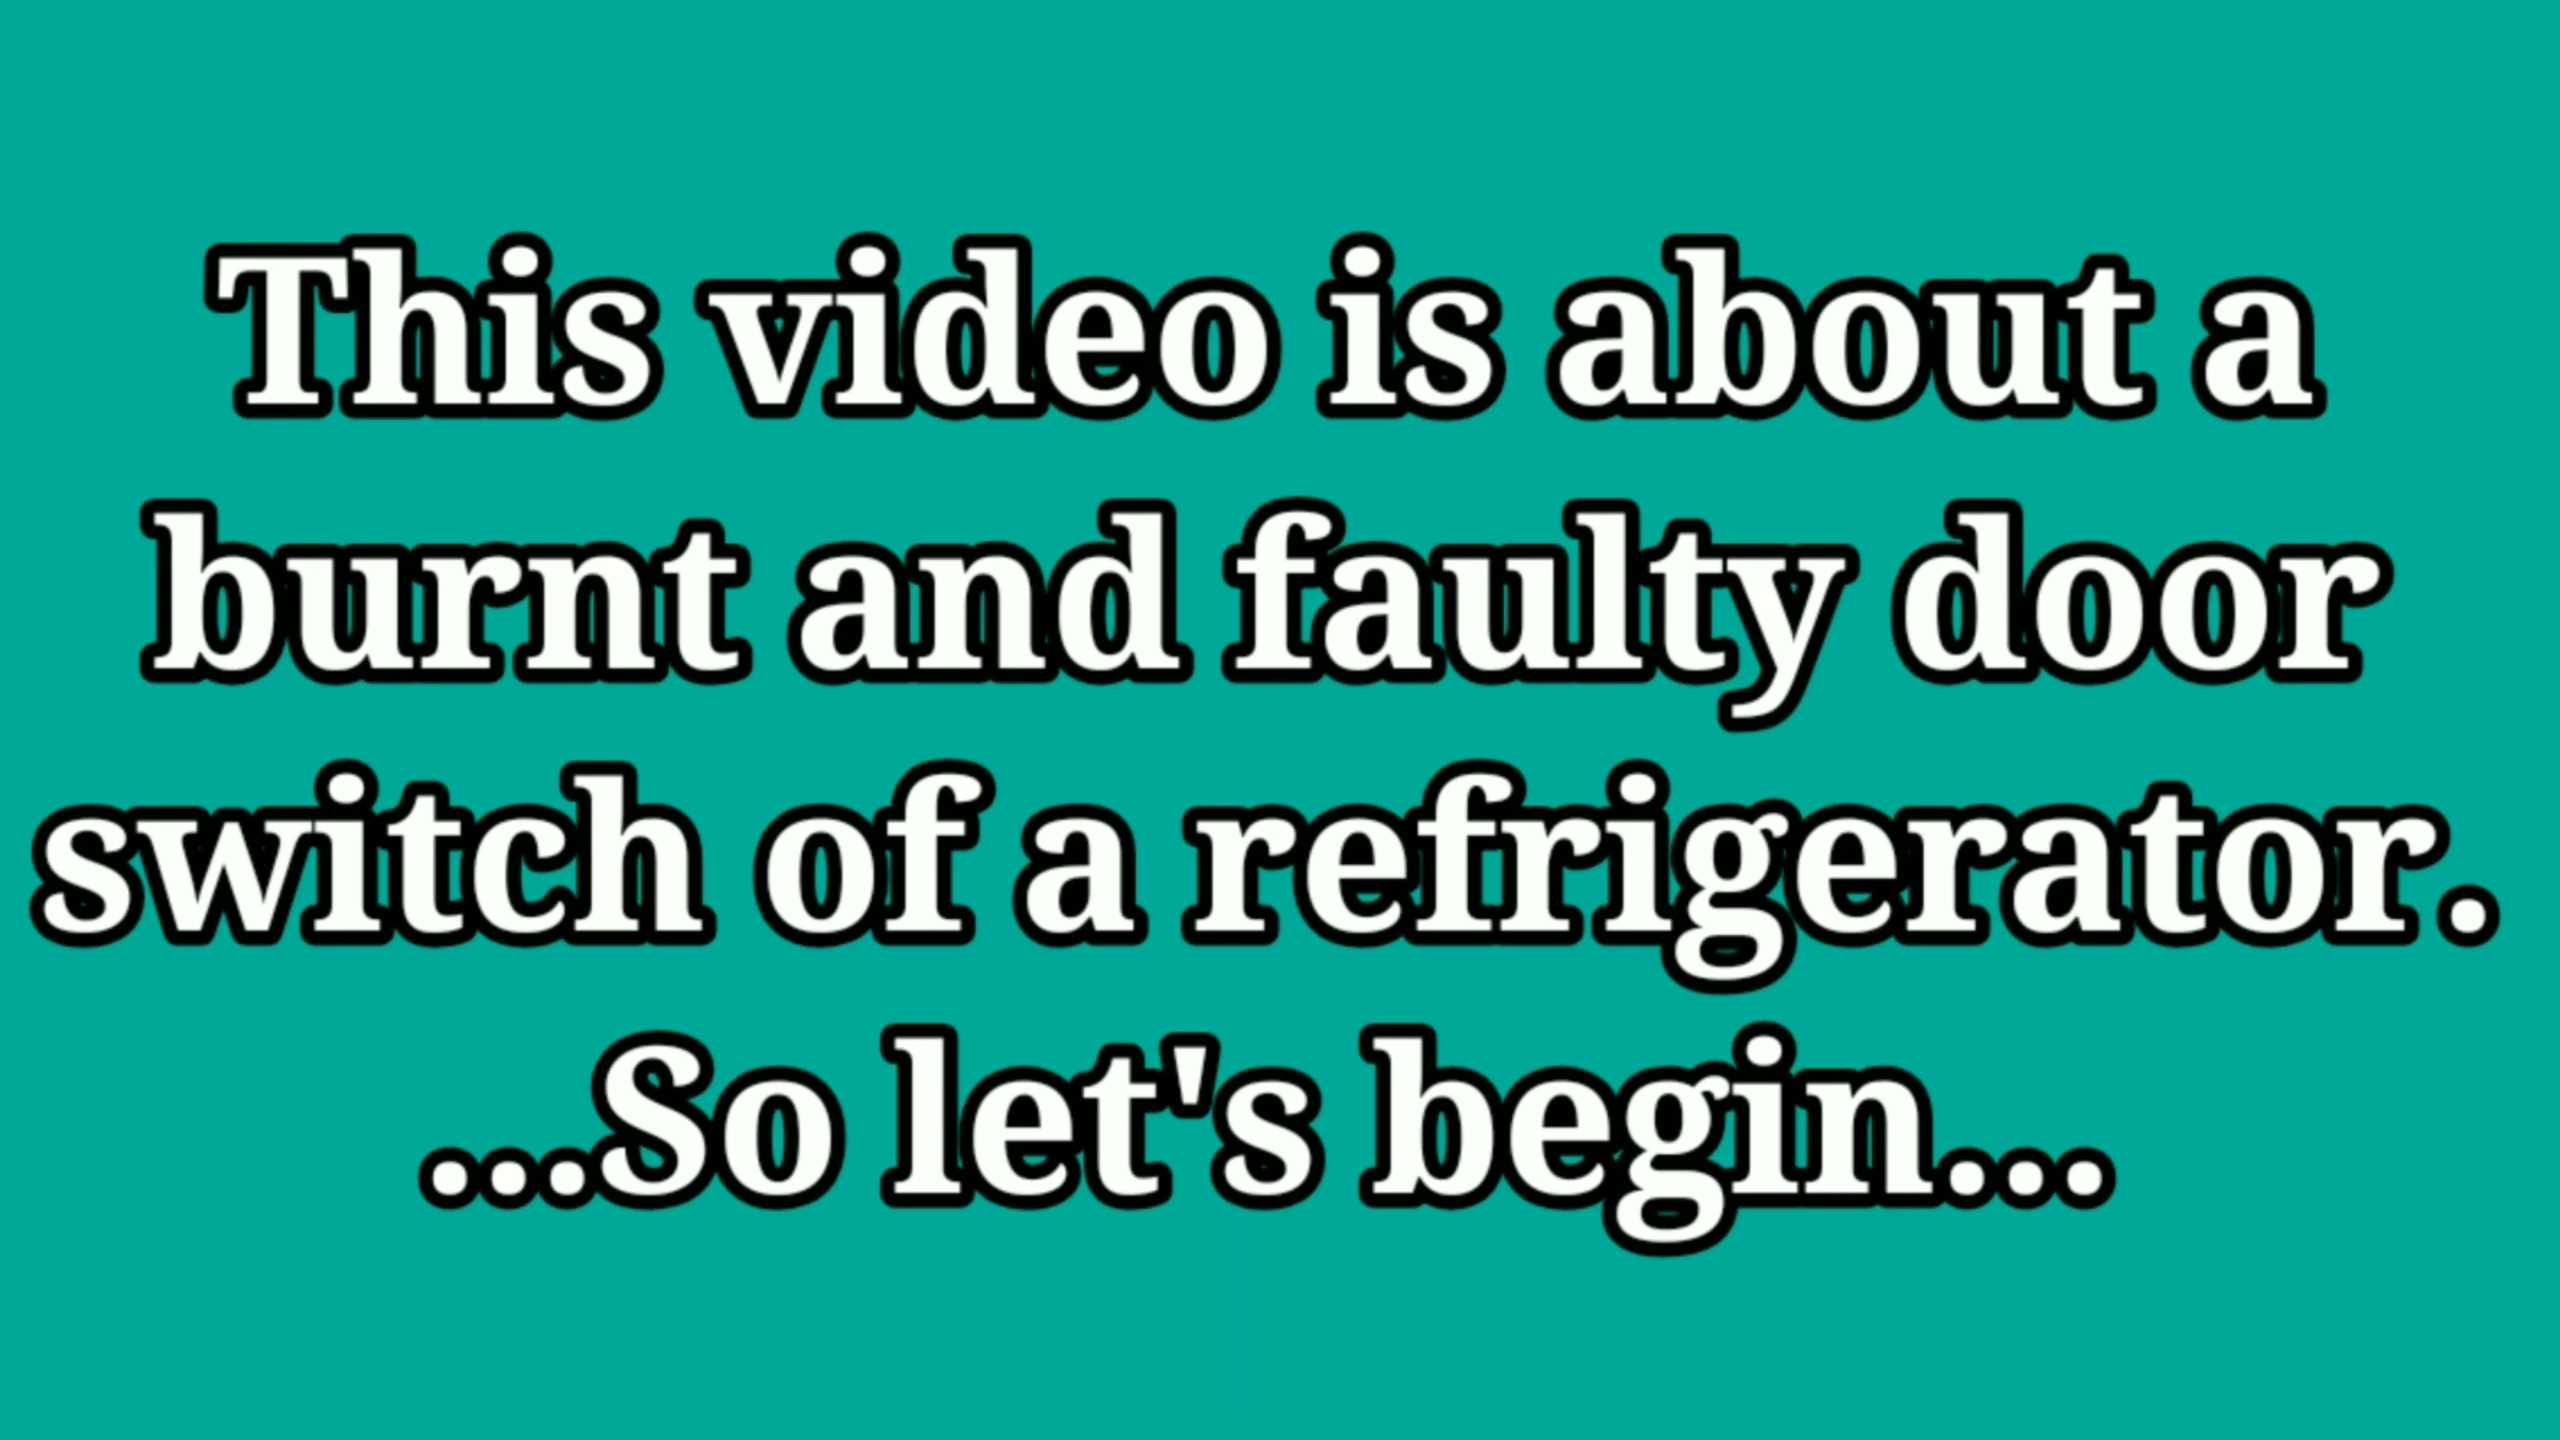 This video is about a
burnt and faulty door
switch of a refrigerator.
...So let's begin...